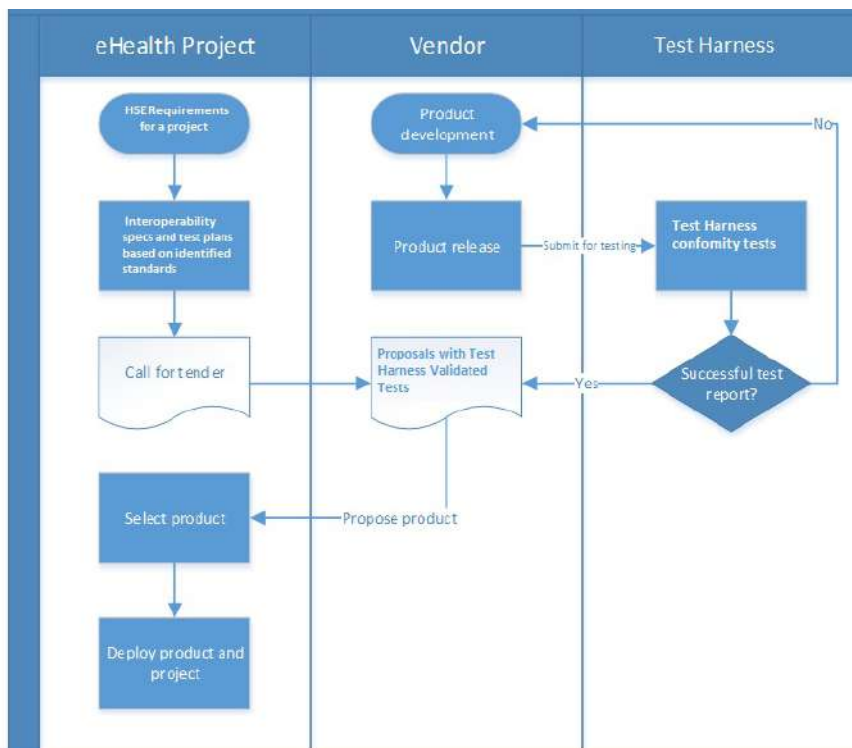 eHealth Project
Vendor
Test Harness
HSE Requirements
for a project
Product
development
No
Interoperability
specs and test plans
based on identified
standards
Product release
Submit for testing
Test Harness
confomity tests
Call for tender
Proposals with Test
Harness Validated
Tests
Yes
Successful test
report?
Select product
Propose product
Deploy product and
project